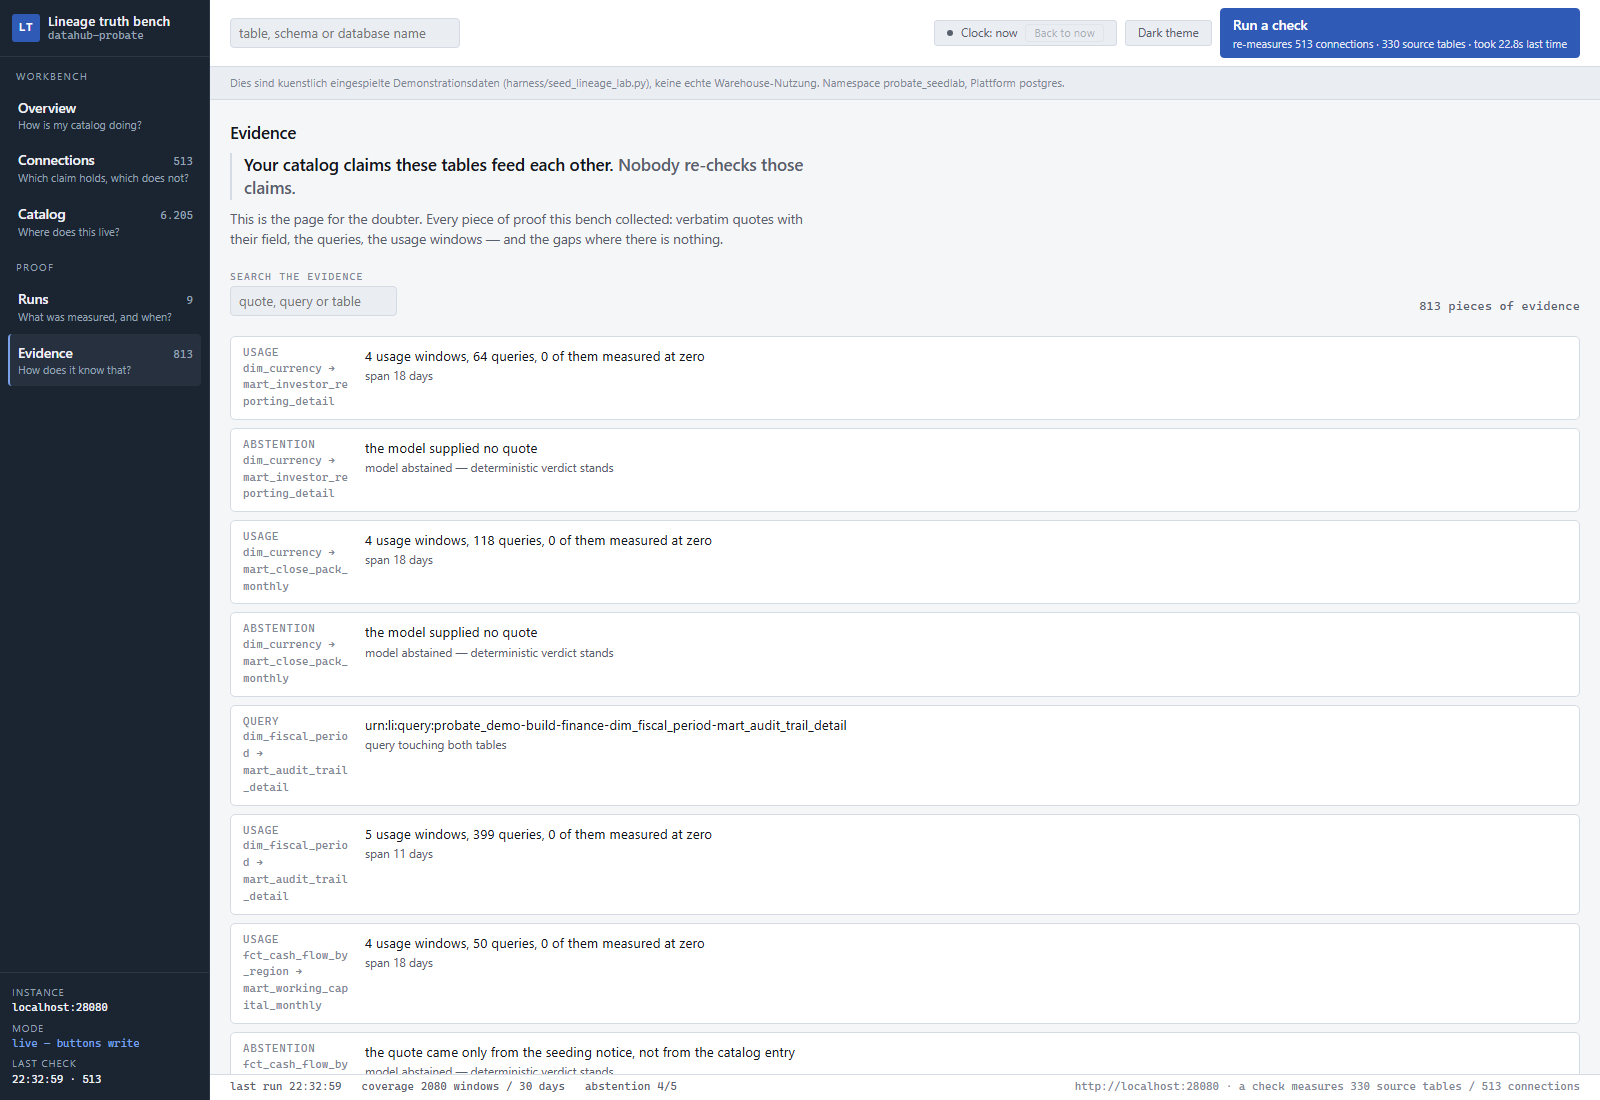 LT
Lineage truth bench
datahub-probate
WORKBENCH
Overview
How is my catalog doing?
Connections 513
Which claim holds, which does not?
Catalog 6.205
Where does this live?
PROOF
Runs 9
What was measured, and when?
Evidence 813
How does it know that?
INSTANCE
localhost:28080
MODE
live — buttons write
LAST CHECK
22:32:59 · 513
table, schema or database name
Clock: now Back to now
Dark theme
Run a check
re-measures 513 connections · 330 source tables · took 22.8s last time
Dies sind kuenstlich eingespielte Demonstrationsdaten (harness/seed_lineage_lab.py), keine echte Warehouse-Nutzung. Namespace probate_seedlab, Plattform postgres.
Evidence
Your catalog claims these tables feed each other. Nobody re-checks those
claims.
This is the page for the doubter. Every piece of proof this bench collected: verbatim quotes with
their field, the queries, the usage windows — and the gaps where there is nothing.
SEARCH THE EVIDENCE
quote, query or table
813 pieces of evidence
USAGE
dim_currency →
mart_investor_re
porting_detail
4 usage windows, 64 queries, 0 of them measured at zero
span 18 days
ABSTENTION
dim_currency →
mart_investor_re
porting_detail
the model supplied no quote
model abstained — deterministic verdict stands
USAGE
dim_currency →
mart_close_pack_
monthly
4 usage windows, 118 queries, 0 of them measured at zero
span 18 days
ABSTENTION
dim_currency →
mart_close_pack_
monthly
the model supplied no quote
model abstained — deterministic verdict stands
QUERY
dim_fiscal_perio
d →
mart_audit_trail
_detail
urn:li:query:probate_demo-build-finance-dim_fiscal_period-mart_audit_trail_detail
query touching both tables
USAGE
dim_fiscal_perio
d →
mart_audit_trail
_detail
5 usage windows, 399 queries, 0 of them measured at zero
span 11 days
USAGE
fct_cash_flow_by
_region →
mart_working_cap
ital_monthly
4 usage windows, 50 queries, 0 of them measured at zero
span 18 days
ABSTENTION
fct_cash_flow_by
the quote came only from the seeding notice, not from the catalog entry
model abstained — deterministic verdict stands
last run 22:32:59 coverage 2080 windows / 30 days abstention 4/5
http://localhost:28080 · a check measures 330 source tables / 513 connections